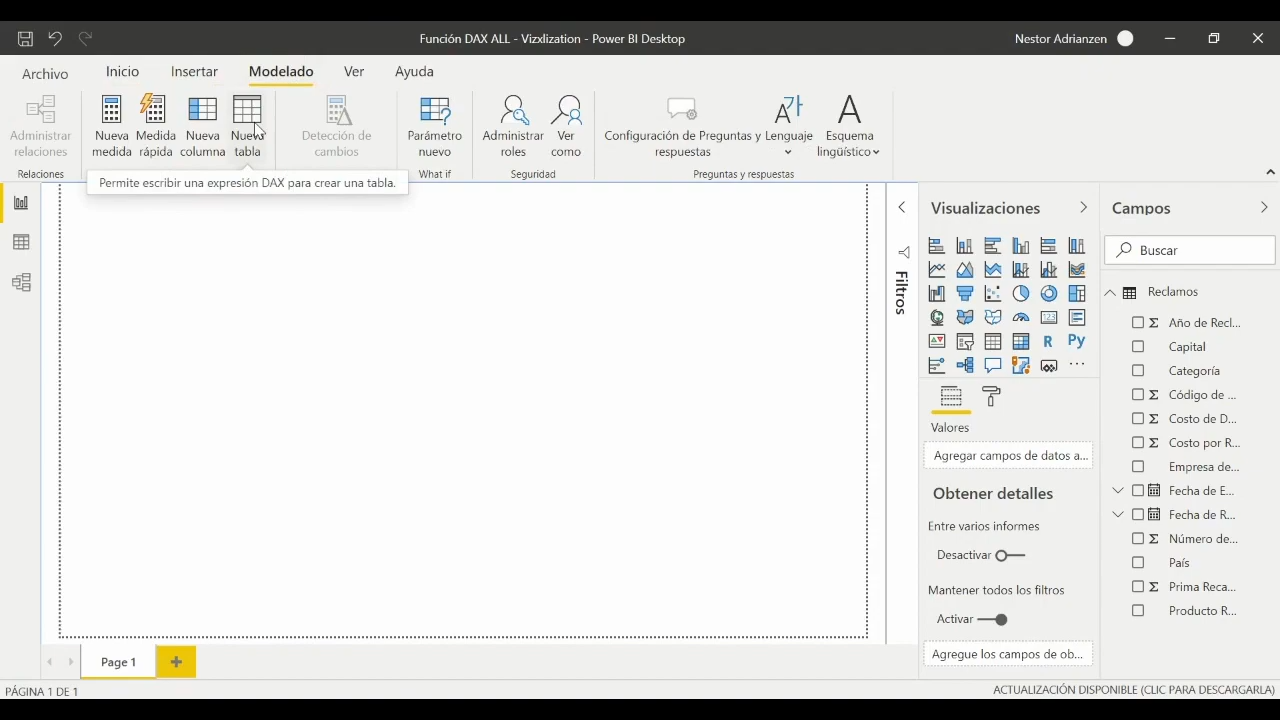 Función DAX ALL - Vizxlization - Power BI Desktop
Nestor Adrianzen
Archivo
Inicio
Insertar
Modelado
Ver
Ayuda
Administrar
relaciones
Nueva
medida
Medida
rápida
Nueva
columna
Nueva
tabla
Detección de
cambios
Parámetro
nuevo
Administrar
roles
Ver
como
Configuración de Preguntas y
respuestas
Lenguaje
Esquema
lingüístico
Relaciones
What if
Seguridad
Preguntas y respuestas
Permite escribir una expresión DAX para crear una tabla.
Filtros
Visualizaciones
123
R
Py
Valores
Agregar campos de datos a...
Obtener detalles
Entre varios informes
Desactivar
Mantener todos los filtros
Activar
Agregue los campos de ob...
Campos
Buscar
Reclamos
Año de Recl...
Capital
Categoría
Código de ...
Costo de D...
Costo por R...
Empresa de...
Fecha de E...
Fecha de R...
Número de...
País
Prima Reca...
Producto R...
Page 1
PÁGINA 1 DE 1
ACTUALIZACIÓN DISPONIBLE (CLIC PARA DESCARGARLA)